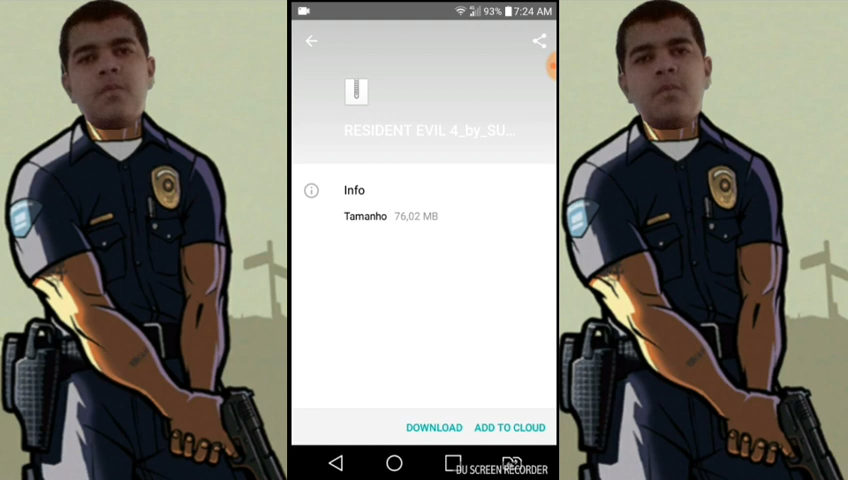 93% 7:24 AM
RESIDENT EVIL 4_by_SU...
Info
Tamanho 76,02 MB
DOWNLOAD ADD TO CLOUD
DU SCREEN RECORDER